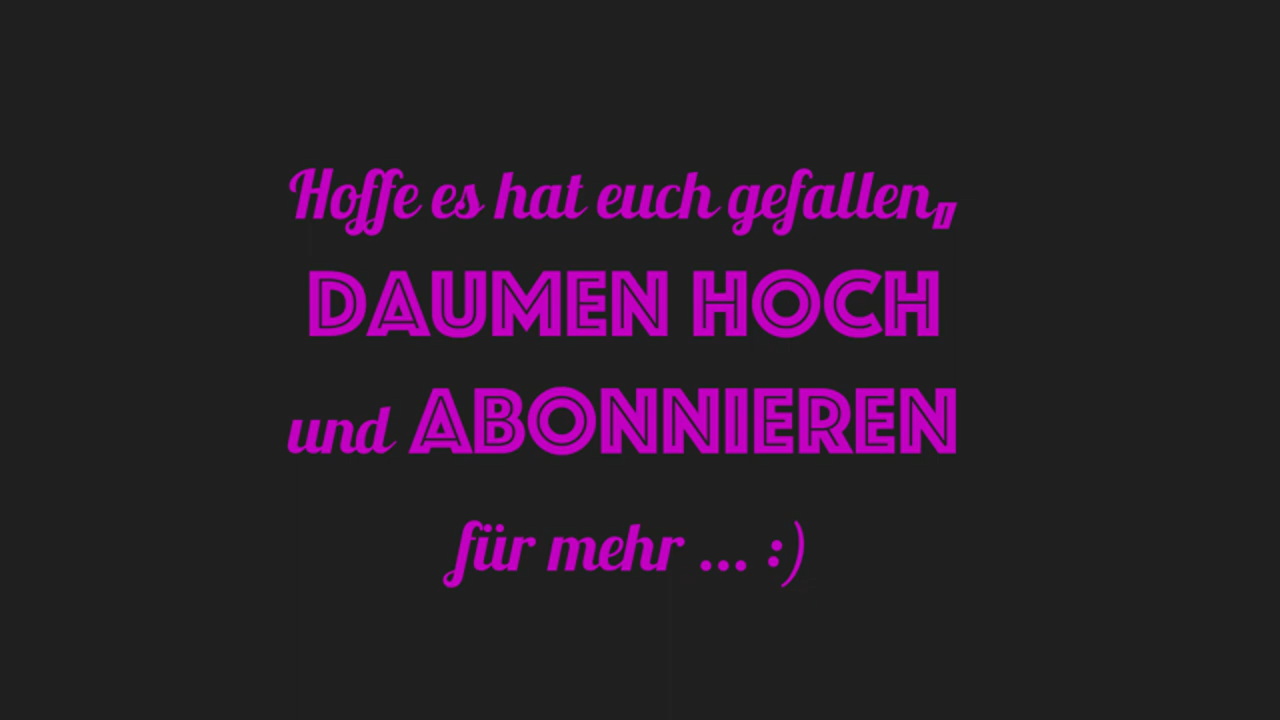 Hoffe es hat euch gefallen,
DAUMEN HOCH
und ABONNIEREN
für mehr ... :)